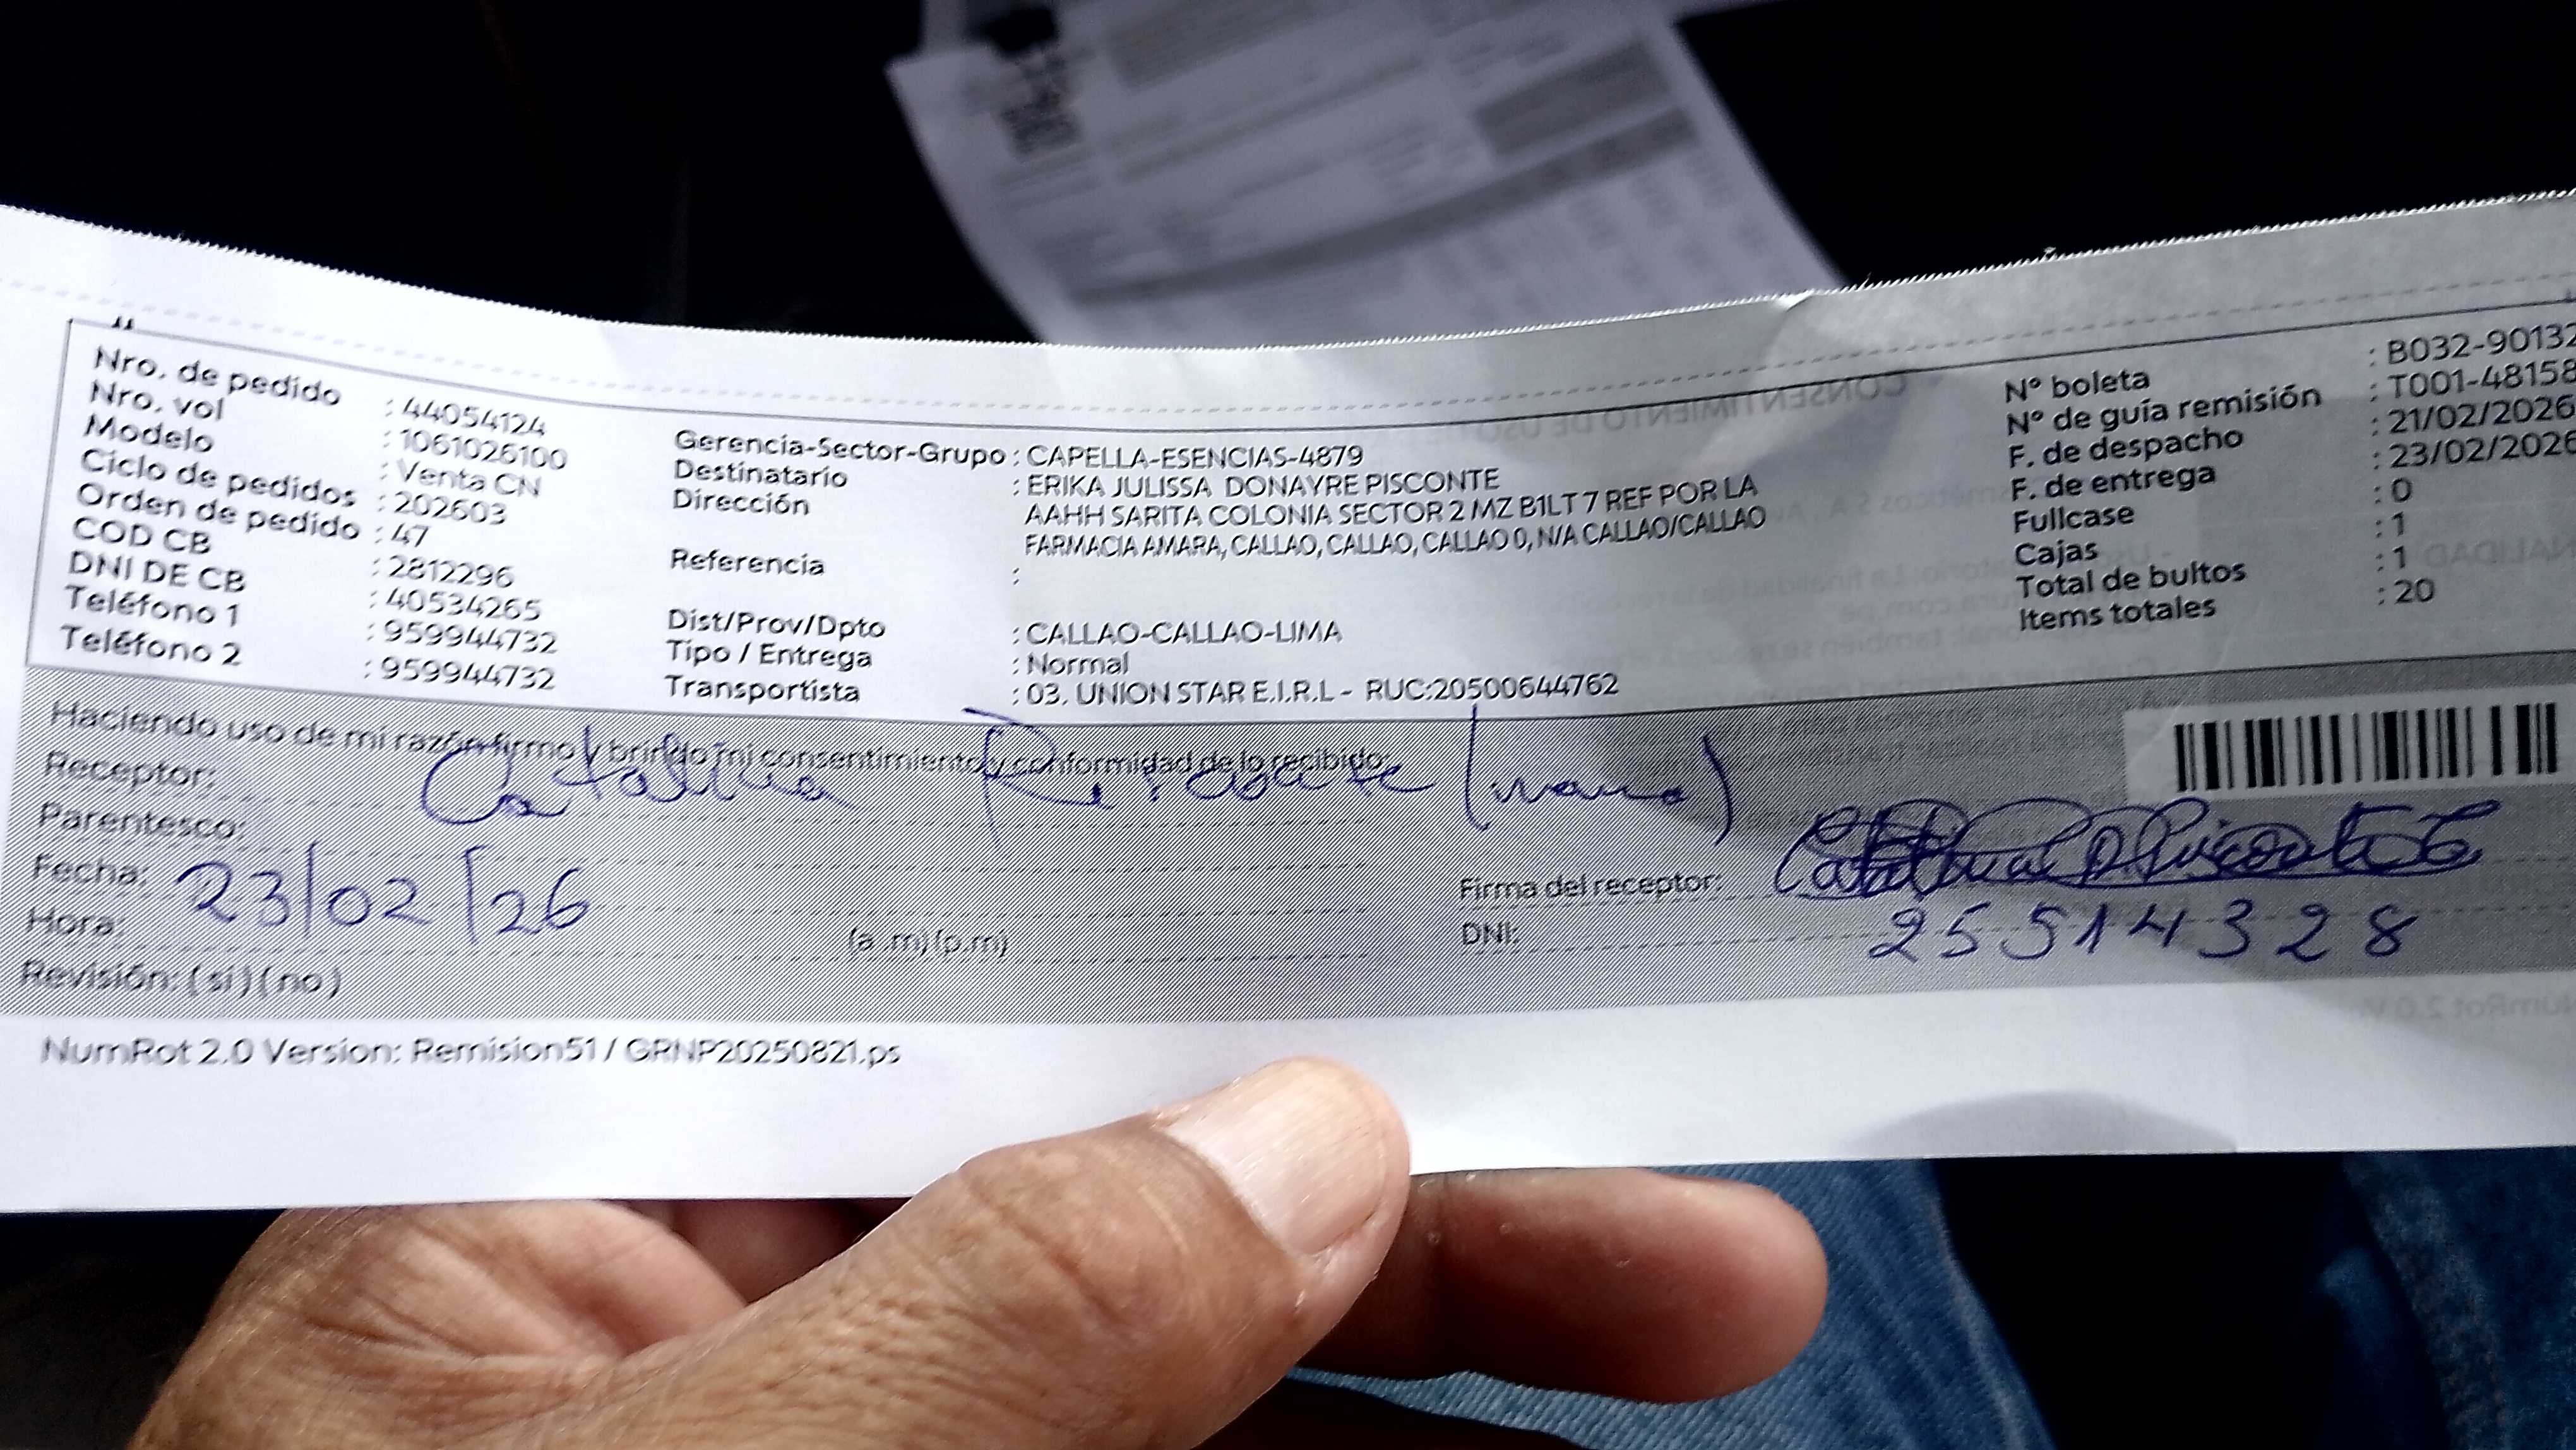 Nro. de pedido : 44054124
Nro. vol : 1061026100
Modelo : Venta CN
Ciclo de pedidos : 202603
Orden de pedido : 47
COD CB : 2812296
DNI DE CB : 40534265
Teléfono 1 : 959944732
Teléfono 2 : 959944732
Gerencia-Sector-Grupo : CAPELLA-ESENCIAS-4879
Destinatario : ERIKA JULISSA DONAYRE PISCONTE
Dirección : AAHH SARITA COLONIA SECTOR 2 MZ B1LT 7 REF POR LA
FARMACIA AMARA, CALLAO, CALLAO, CALLAO 0, N/A CALLAO/CALLAO
Referencia :
Dist/Prov/Dpto : CALLAO-CALLAO-LIMA
Tipo / Entrega : Normal
Transportista : 03. UNION STAR E.I.R.L - RUC:20500644762
Nº boleta : B032-90132
Nº de guía remisión : T001-48158
F. de despacho : 21/02/2026
F. de entrega : 23/02/2026
Fullcase : 0
Cajas : 1
Total de bultos : 1
Items totales : 20
Haciendo uso de mi razón firmo y brindo mi consentimiento y conformidad de lo recibido:
Receptor: Catalina
Parentesco:
Fecha: 23/02/26
Hora: (a .m) (p.m)
Revisión: (si) (no)
Firma del receptor:
DNI: 25514328
NumRot 2.0 Version: Remision51 / GRNP20250821.ps